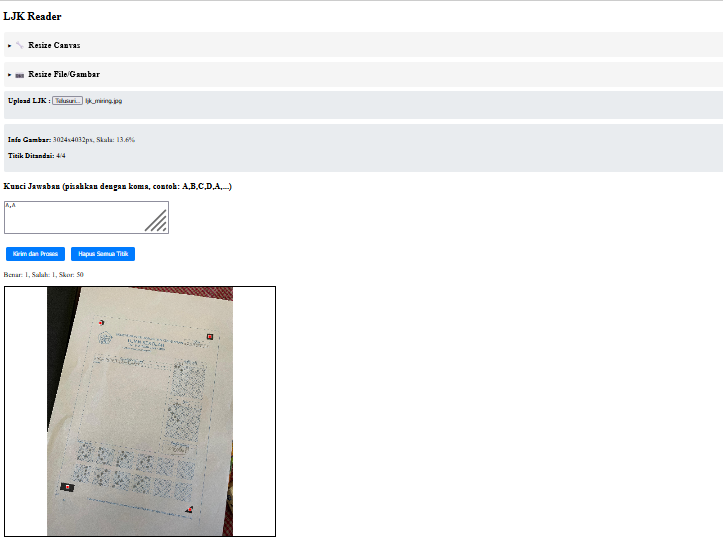 LJK Reader
Resize Canvas
Resize File/Gambar
Upload LJK : Telusuri... ljk_miring.jpg
Info Gambar: 3024x4032px, Skala: 13.6%
Titik Ditandai: 4/4
Kunci Jawaban (pisahkan dengan koma, contoh: A,B,C,D,A,...)
A,A
Kirim dan Proses Hapus Semua Titik
Benar: 1, Salah: 1, Skor: 50